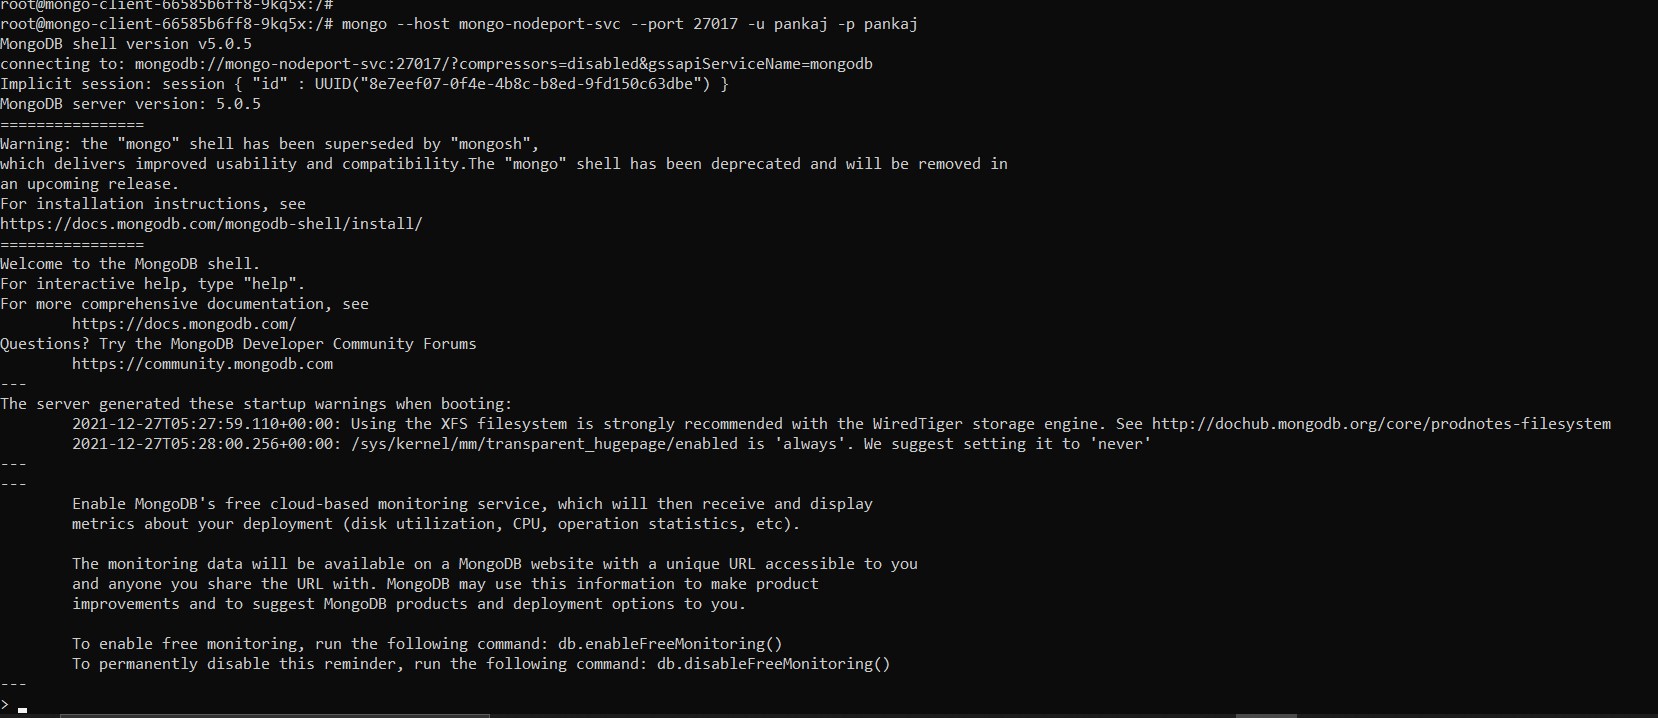 root@mongo-client-66585b6ff8-9kq5x:/#
root@mongo-client-66585b6ff8-9kq5x:/# mongo --host mongo-nodeport-svc --port 27017 -u pankaj -p pankaj
MongoDB shell version v5.0.5
connecting to: mongodb://mongo-nodeport-svc:27017/?compressors=disabled&gssapiServiceName=mongodb
Implicit session: session { "id" : UUID("8e7eef07-0f4e-4b8c-b8ed-9fd150c63dbe") }
MongoDB server version: 5.0.5
================
Warning: the "mongo" shell has been superseded by "mongosh",
which delivers improved usability and compatibility.The "mongo" shell has been deprecated and will be removed in
an upcoming release.
For installation instructions, see
https://docs.mongodb.com/mongodb-shell/install/
================
Welcome to the MongoDB shell.
For interactive help, type "help".
For more comprehensive documentation, see
        https://docs.mongodb.com/
Questions? Try the MongoDB Developer Community Forums
        https://community.mongodb.com
---
The server generated these startup warnings when booting:
        2021-12-27T05:27:59.110+00:00: Using the XFS filesystem is strongly recommended with the WiredTiger storage engine. See http://dochub.mongodb.org/core/prodnotes-filesystem
        2021-12-27T05:28:00.256+00:00: /sys/kernel/mm/transparent_hugepage/enabled is 'always'. We suggest setting it to 'never'
---
---
        Enable MongoDB's free cloud-based monitoring service, which will then receive and display
        metrics about your deployment (disk utilization, CPU, operation statistics, etc).

        The monitoring data will be available on a MongoDB website with a unique URL accessible to you
        and anyone you share the URL with. MongoDB may use this information to make product
        improvements and to suggest MongoDB products and deployment options to you.

        To enable free monitoring, run the following command: db.enableFreeMonitoring()
        To permanently disable this reminder, run the following command: db.disableFreeMonitoring()
---
>